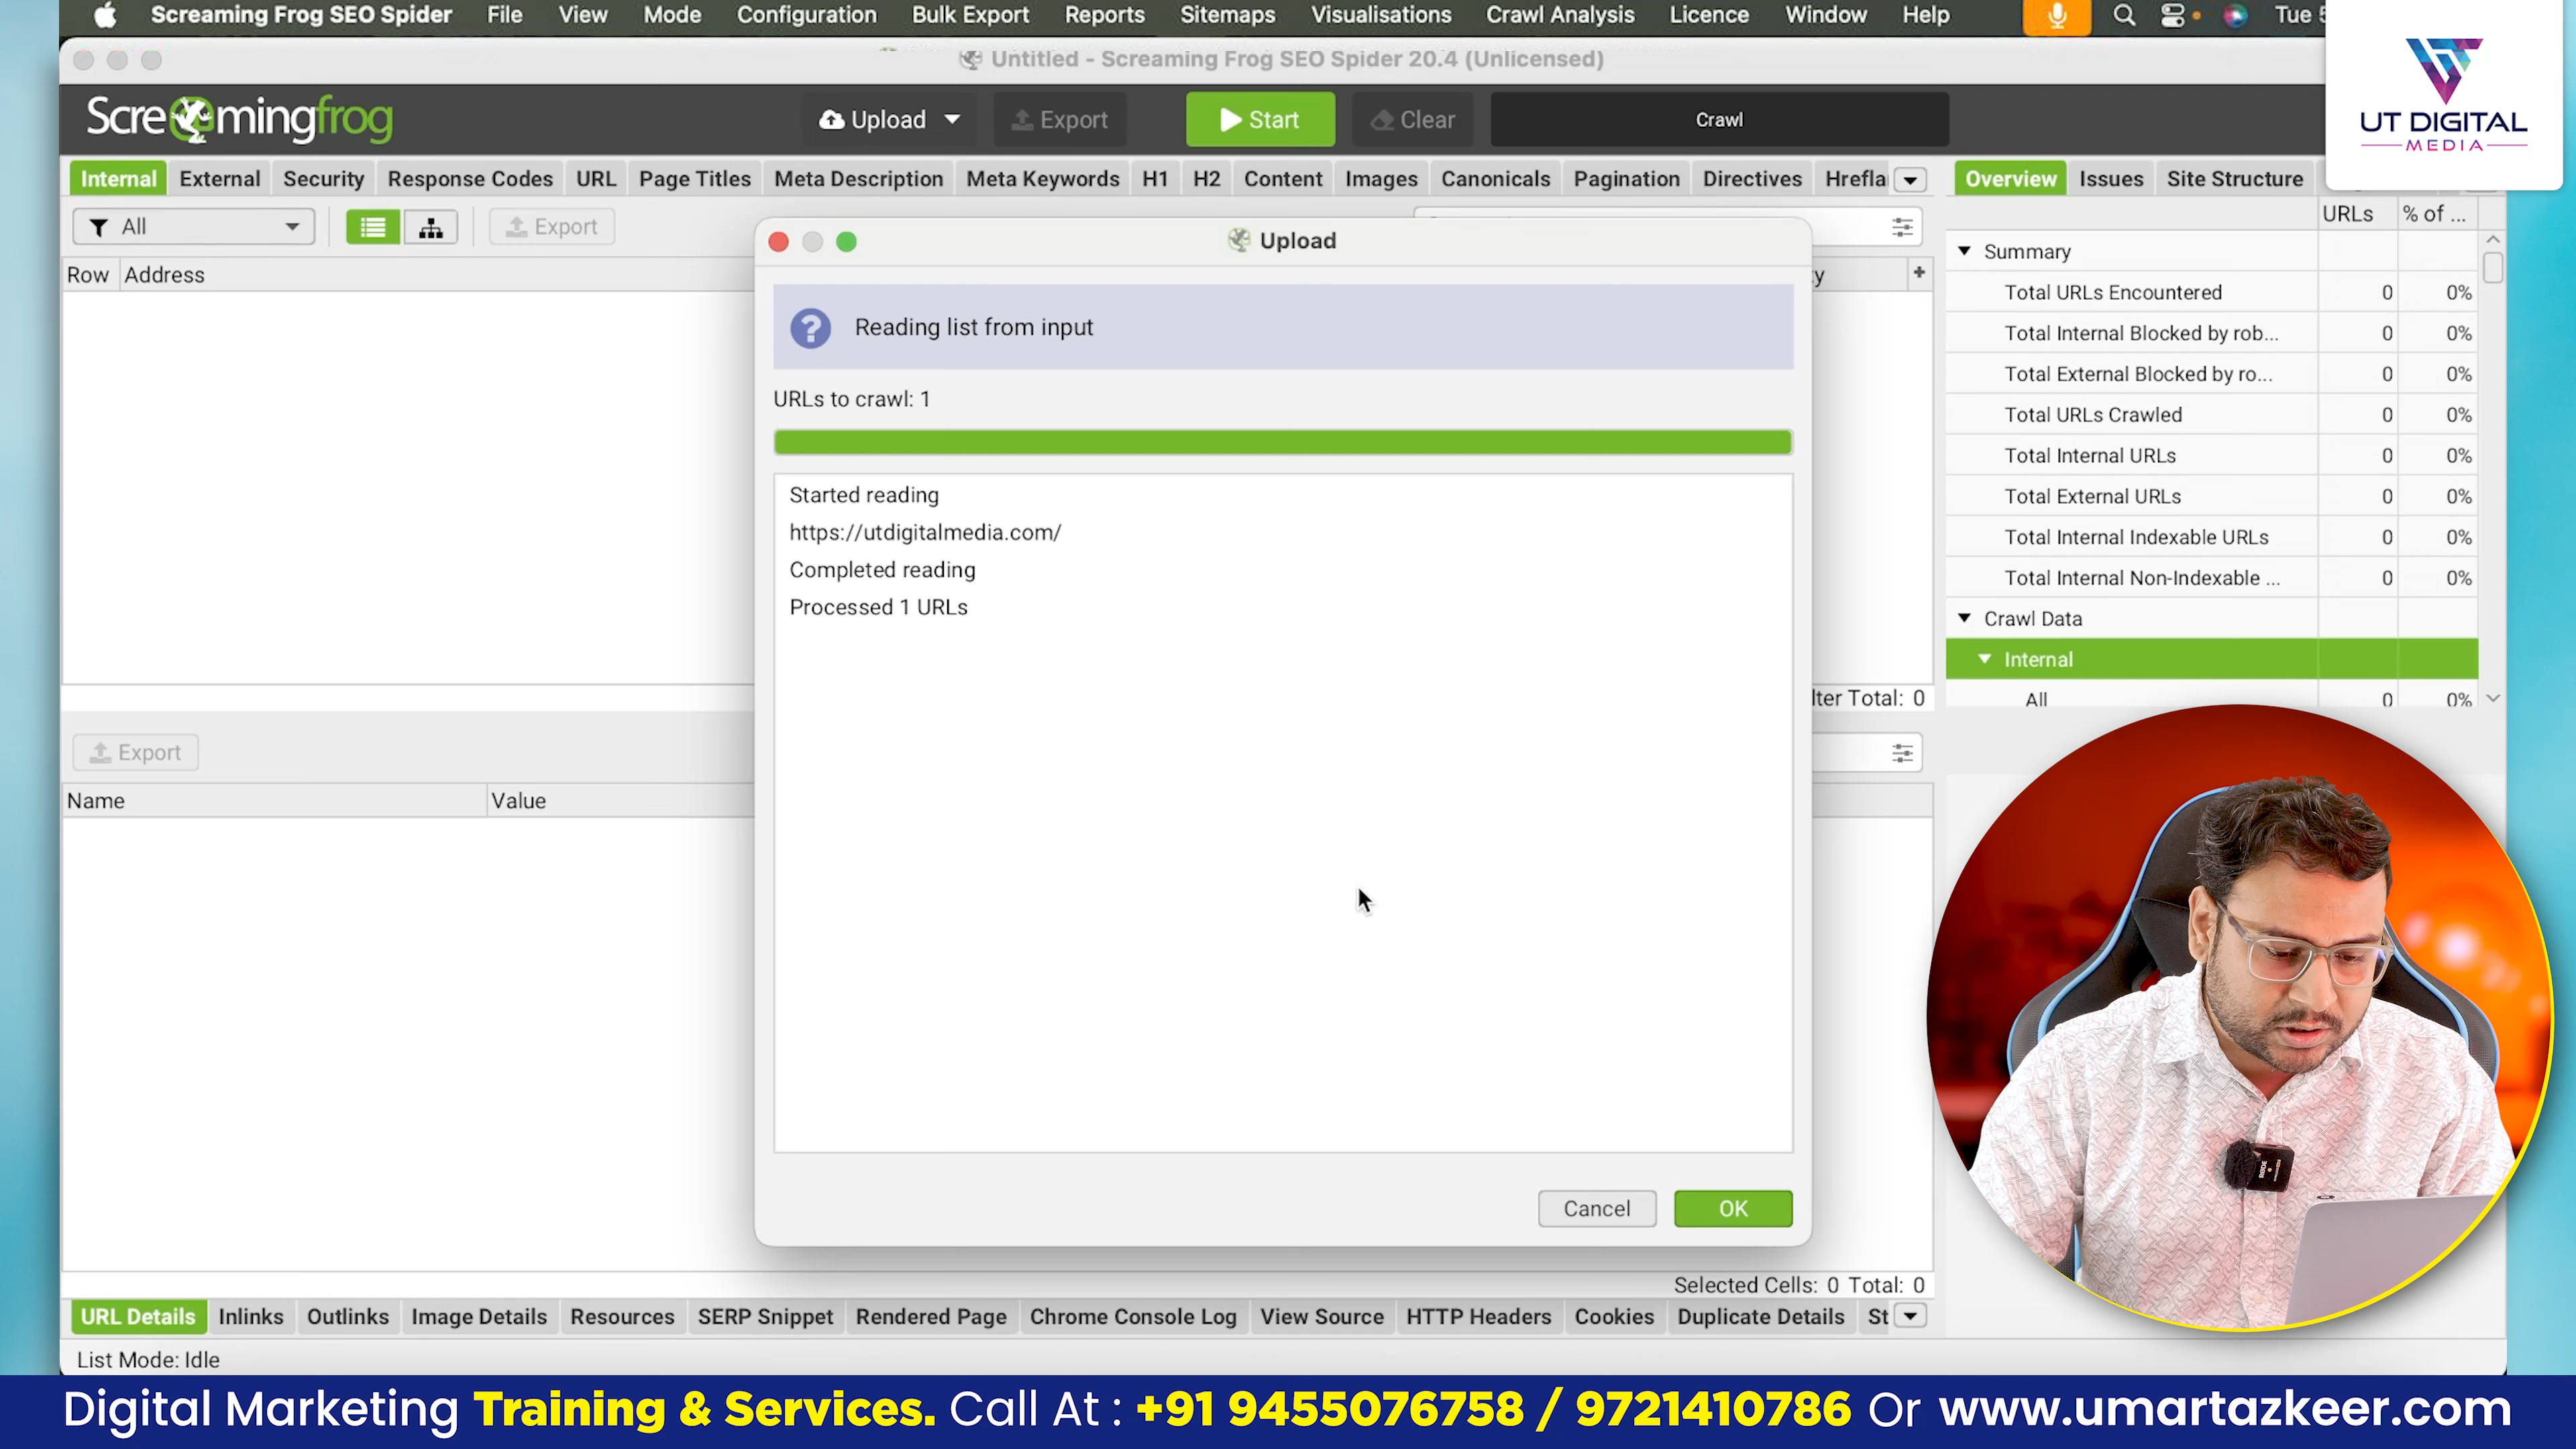 Screaming Frog SEO Spider File View Mode Configuration Bulk Export Reports Sitemaps Visualisations Crawl Analysis Licence Window Help Tue
Untitled - Screaming Frog SEO Spider 20.4 (Unlicensed)
UT DIGITAL
MEDIA
Screamingfrog Upload Export Start Clear Crawl
Internal External Security Response Codes URL Page Titles Meta Description Meta Keywords H1 H2 Content Images Canonicals Pagination Directives Hrefla
Overview Issues Site Structure
All Export
URLs % of ...
Row Address
Upload
Reading list from input
URLs to crawl: 1
Started reading
https://utdigitalmedia.com/
Completed reading
Processed 1 URLs
Cancel OK
y +
Summary
Total URLs Encountered 0 0%
Total Internal Blocked by rob... 0 0%
Total External Blocked by ro... 0 0%
Total URLs Crawled 0 0%
Total Internal URLs 0 0%
Total External URLs 0 0%
Total Internal Indexable URLs 0 0%
Total Internal Non-Indexable ... 0 0%
Crawl Data
Internal
All 0 0%
lter Total: 0
Export
Name Value
RØDE
Selected Cells: 0 Total: 0
URL Details Inlinks Outlinks Image Details Resources SERP Snippet Rendered Page Chrome Console Log View Source HTTP Headers Cookies Duplicate Details St
List Mode: Idle
Digital Marketing Training & Services. Call At : +91 9455076758 / 9721410786 Or www.umartazkeer.com